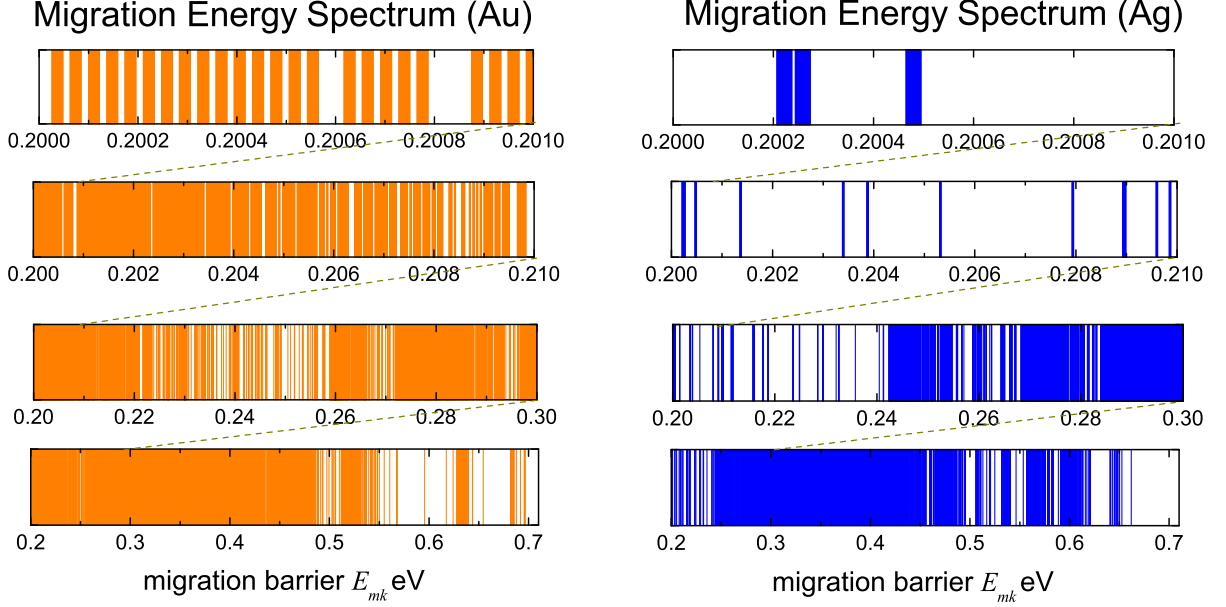 Migration Energy Spectrum (Au)
0.2000 0.2002 0.2004 0.2006 0.2008 0.2010
0.200 0.202 0.204 0.206 0.208 0.210
0.20 0.22 0.24 0.26 0.28 0.30
0.2 0.3 0.4 0.5 0.6 0.7
migration barrier E_mk eV
Migration Energy Spectrum (Ag)
0.2000 0.2002 0.2004 0.2006 0.2008 0.2010
0.200 0.202 0.204 0.206 0.208 0.210
0.20 0.22 0.24 0.26 0.28 0.30
0.2 0.3 0.4 0.5 0.6 0.7
migration barrier E_mk eV